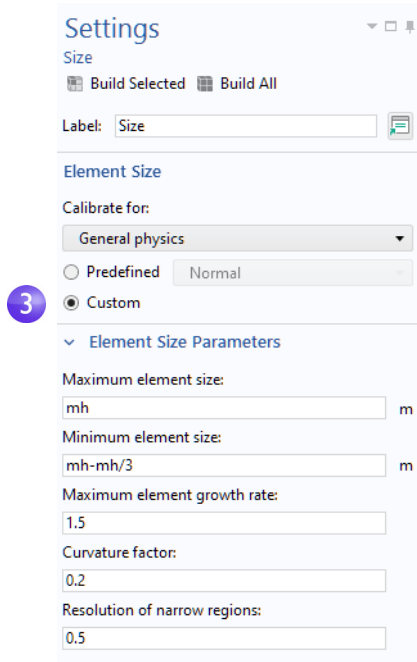 Settings
Size
Build Selected Build All
Label: Size
Element Size
Calibrate for:
General physics
Predefined Normal
3 Custom
Element Size Parameters
Maximum element size:
mh m
Minimum element size:
mh-mh/3 m
Maximum element growth rate:
1.5
Curvature factor:
0.2
Resolution of narrow regions:
0.5